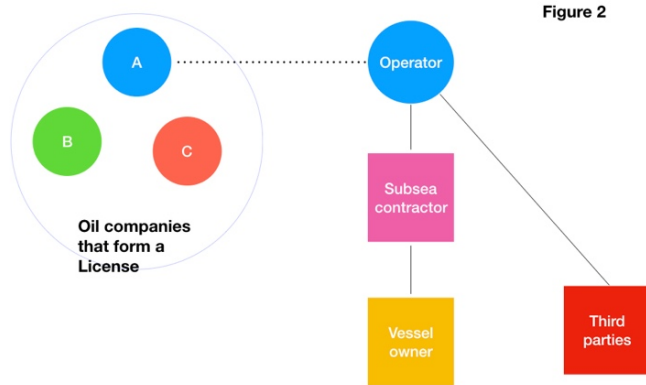 Figure 2
A
Operator
B
C
Subsea
contractor
Oil companies
that form a
License
Vessel
owner
Third
parties